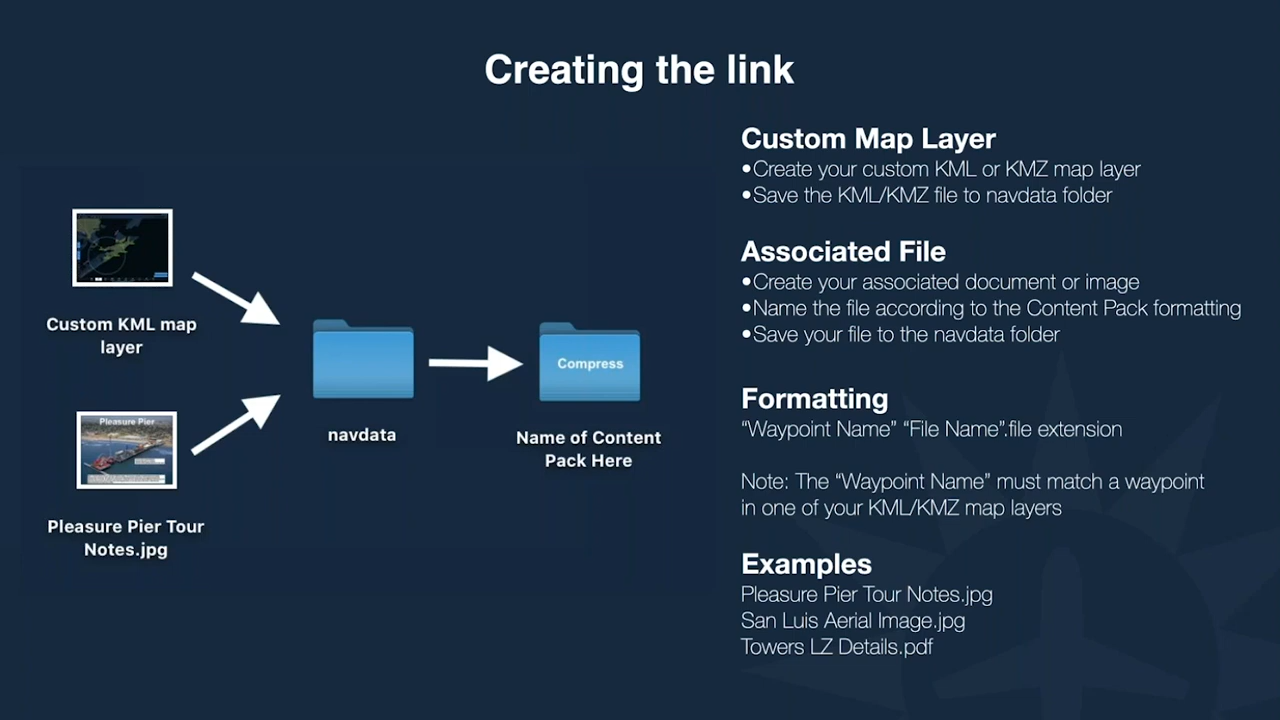 Creating the link
Custom KML map
layer
Pleasure Pier
Pleasure Pier Tour
Notes.jpg
navdata
Compress
Name of Content
Pack Here
Custom Map Layer
•Create your custom KML or KMZ map layer
•Save the KML/KMZ file to navdata folder
Associated File
•Create your associated document or image
•Name the file according to the Content Pack formatting
•Save your file to the navdata folder
Formatting
“Waypoint Name” “File Name”.file extension
Note: The “Waypoint Name” must match a waypoint
in one of your KML/KMZ map layers
Examples
Pleasure Pier Tour Notes.jpg
San Luis Aerial Image.jpg
Towers LZ Details.pdf